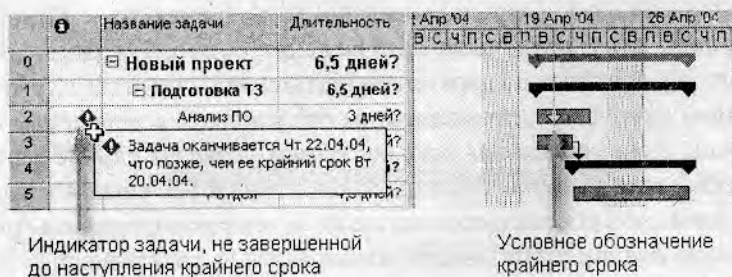 Название задачи Длительность Апр '04 19 Апр '04 26 Апр '04
В С Ч П С В П В С Ч П С В П В С Ч П
0 Новый проект 6,5 дней?
1 Подготовка ТЗ 6,5 дней?
2 Анализ ПО 3 дней?
3 й?
Задача оканчивается Чт 22.04.04,
что позже, чем ее крайний срок Вт
20.04.04.
4 ?
5
Индикатор задачи, не завершенной
до наступления крайнего срока
Условное обозначение
крайнего срока